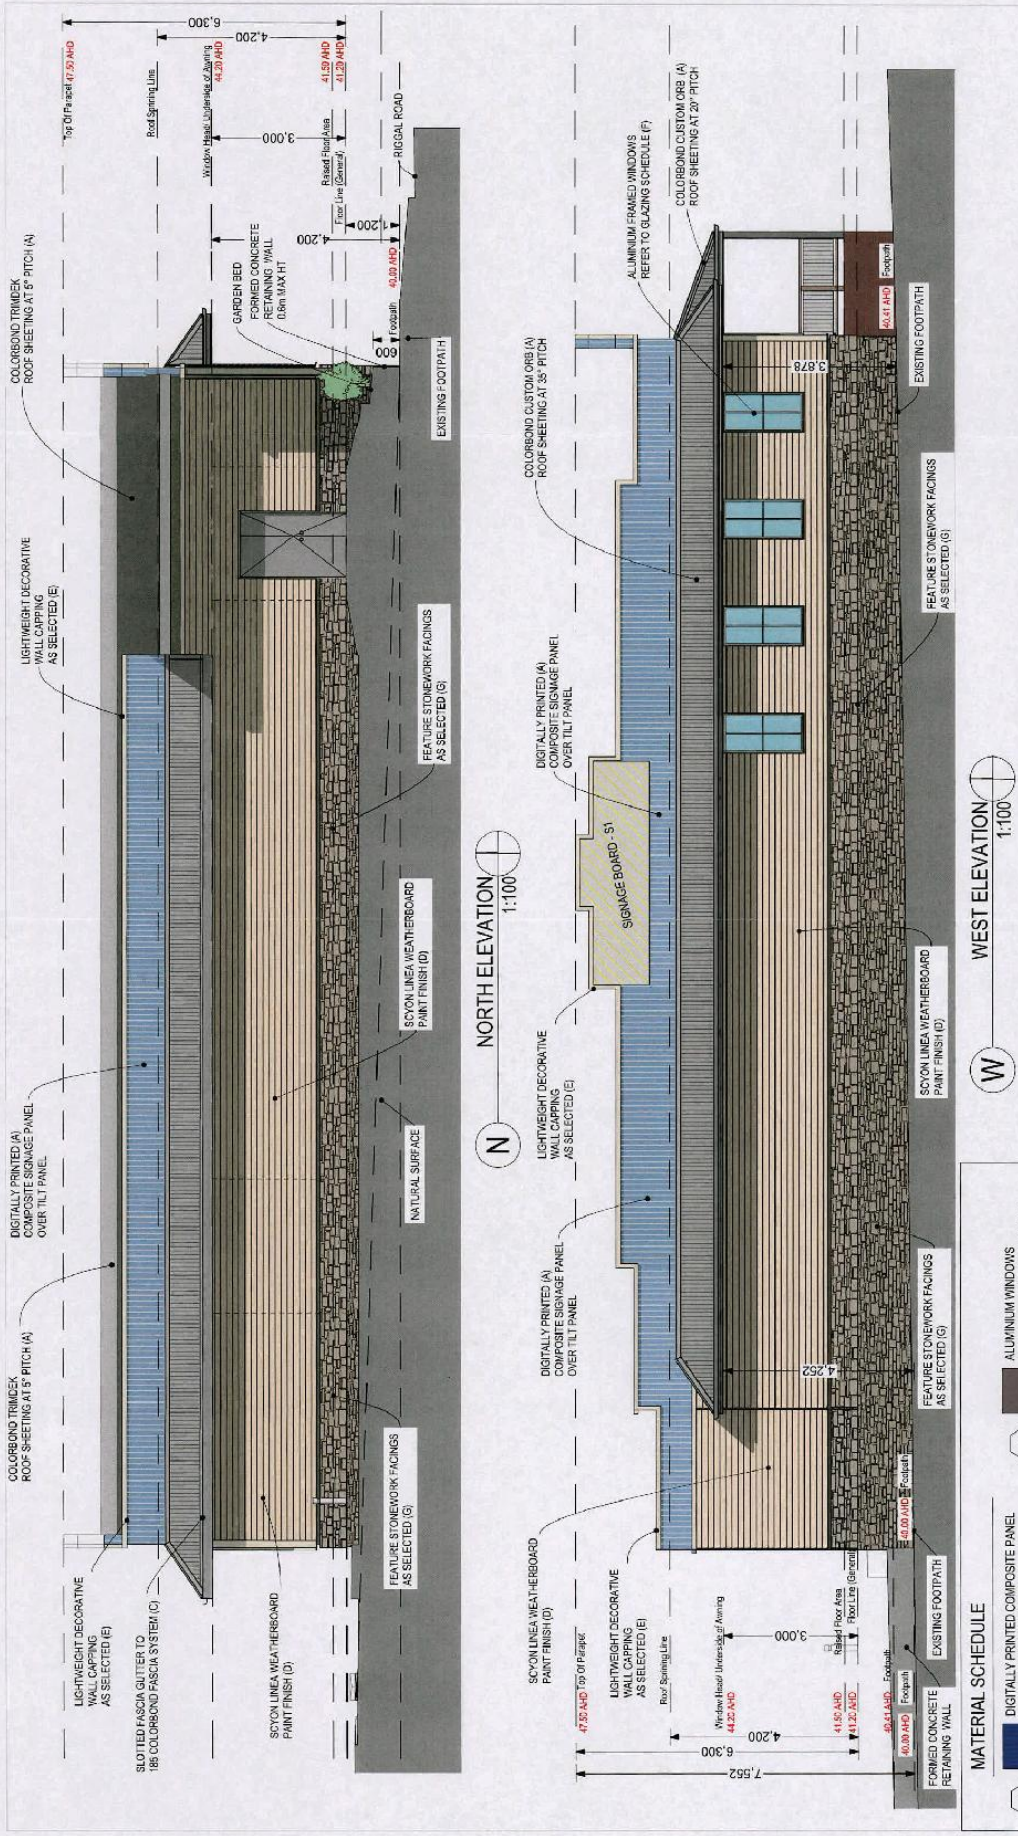 COLORBOND TRIMDEK
ROOF SHEETING AT 5° PITCH (A)
DIGITALLY PRINTED (A)
COMPOSITE SIGNAGE PANEL
OVER TILT PANEL
LIGHTWEIGHT DECORATIVE
WALL CAPPING
AS SELECTED (E)
COLORBOND TRIMDEK
ROOF SHEETING AT 5° PITCH (A)
Top Of Parapet 47.50 AHD
Roof Sprining Line
Window Head/ Underside of Awning
44.20 AHD
Raised Floor Area 41.50 AHD
Floor Line (General) 41.20 AHD
6,300
4,200
3,000
4,200
1,200
600
Footpath 40.00 AHD
RIGGAL ROAD
GARDEN BED
FORMED CONCRETE
RETAINING WALL
0.6m MAX HT
EXISTING FOOTPATH
LIGHTWEIGHT DECORATIVE
WALL CAPPING
AS SELECTED (E)
SLOTTED FASCIA GUTTER TO
185 COLORBOND FASCIA SYSTEM (C)
SCYON LINEA WEATHERBOARD
PAINT FINISH (D)
FEATURE STONEWORK FACINGS
AS SELECTED (G)
NATURAL SURFACE
SCYON LINEA WEATHERBOARD
PAINT FINISH (D)
FEATURE STONEWORK FACINGS
AS SELECTED (G)
N
NORTH ELEVATION
1:100
SCYON LINEA WEATHERBOARD
PAINT FINISH (D)
LIGHTWEIGHT DECORATIVE
WALL CAPPING
AS SELECTED (E)
DIGITALLY PRINTED (A)
COMPOSITE SIGNAGE PANEL
OVER TILT PANEL
LIGHTWEIGHT DECORATIVE
WALL CAPPING
AS SELECTED (E)
SIGNAGE BOARD - S1
DIGITALLY PRINTED (A)
COMPOSITE SIGNAGE PANEL
OVER TILT PANEL
COLORBOND CUSTOM ORB (A)
ROOF SHEETING AT 35° PITCH
ALUMINIUM FRAMED WINDOWS
REFER TO GLAZING SCHEDULE (F)
COLORBOND CUSTOM ORB (A)
ROOF SHEETING AT 20° PITCH
47.50 AHD Top Of Parapet
Roof Sprining Line
Window Head/ Underside of Awning
44.20 AHD
41.50 AHD Raised Floor Area
41.20 AHD Floor Line (General)
40.41 AHD Footpath
40.00 AHD Footpath
7,552
6,300
4,200
3,000
4,252
3,878
40.00 AHD Footpath
40.41 AHD Footpath
FORMED CONCRETE
RETAINING WALL
EXISTING FOOTPATH
FEATURE STONEWORK FACINGS
AS SELECTED (G)
SCYON LINEA WEATHERBOARD
PAINT FINISH (D)
FEATURE STONEWORK FACINGS
AS SELECTED (G)
EXISTING FOOTPATH
W
WEST ELEVATION
1:100
MATERIAL SCHEDULE
DIGITALLY PRINTED COMPOSITE PANEL
ALUMINIUM WINDOWS